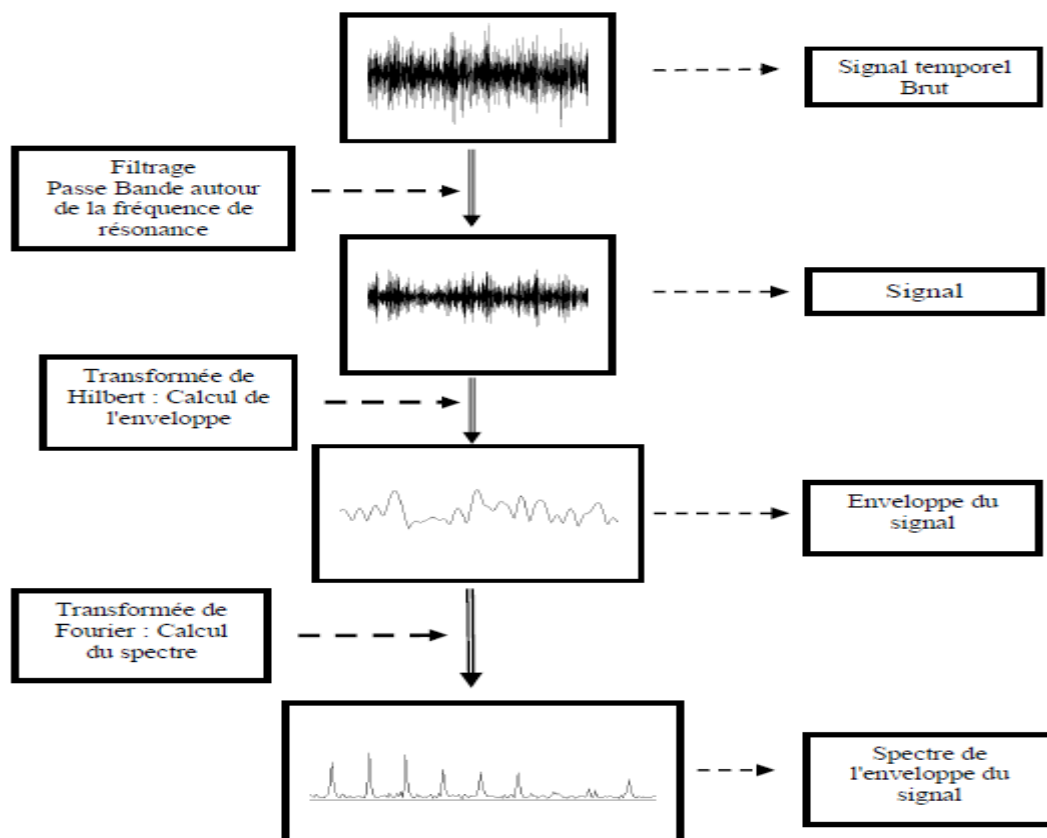 Signal temporel
Brut
Filtrage
Passe Bande autour
de la fréquence de
résonance
Signal
Transformée de
Hilbert : Calcul de
l'enveloppe
Enveloppe du
signal
Transformée de
Fourier : Calcul
du spectre
Spectre de
l'enveloppe du
signal